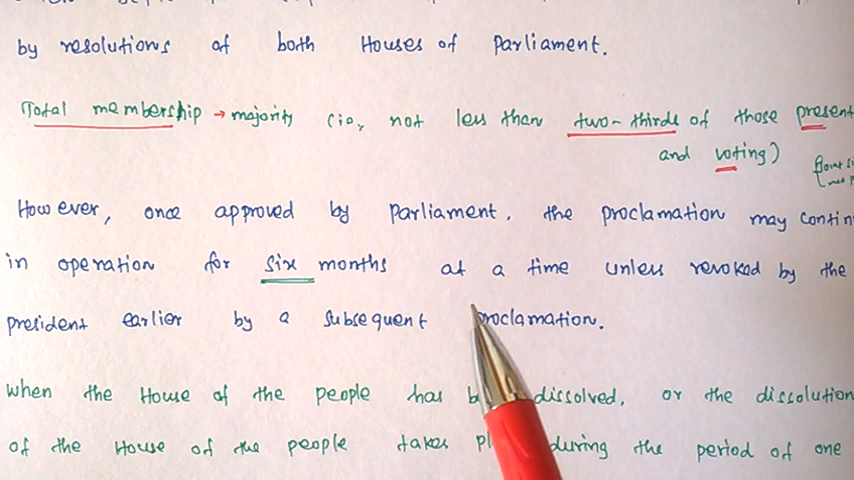 by resolutions of both Houses of Parliament.
Total membership → majority (ie, not less than two-thirds of those present
and voting)
However, once approved by parliament, the proclamation may contin
in operation for six months at a time unless revoked by the
president earlier by a subsequent proclamation.
when the House of the people has dissolved, or the dissolution
of the House of the people takes during the period of one